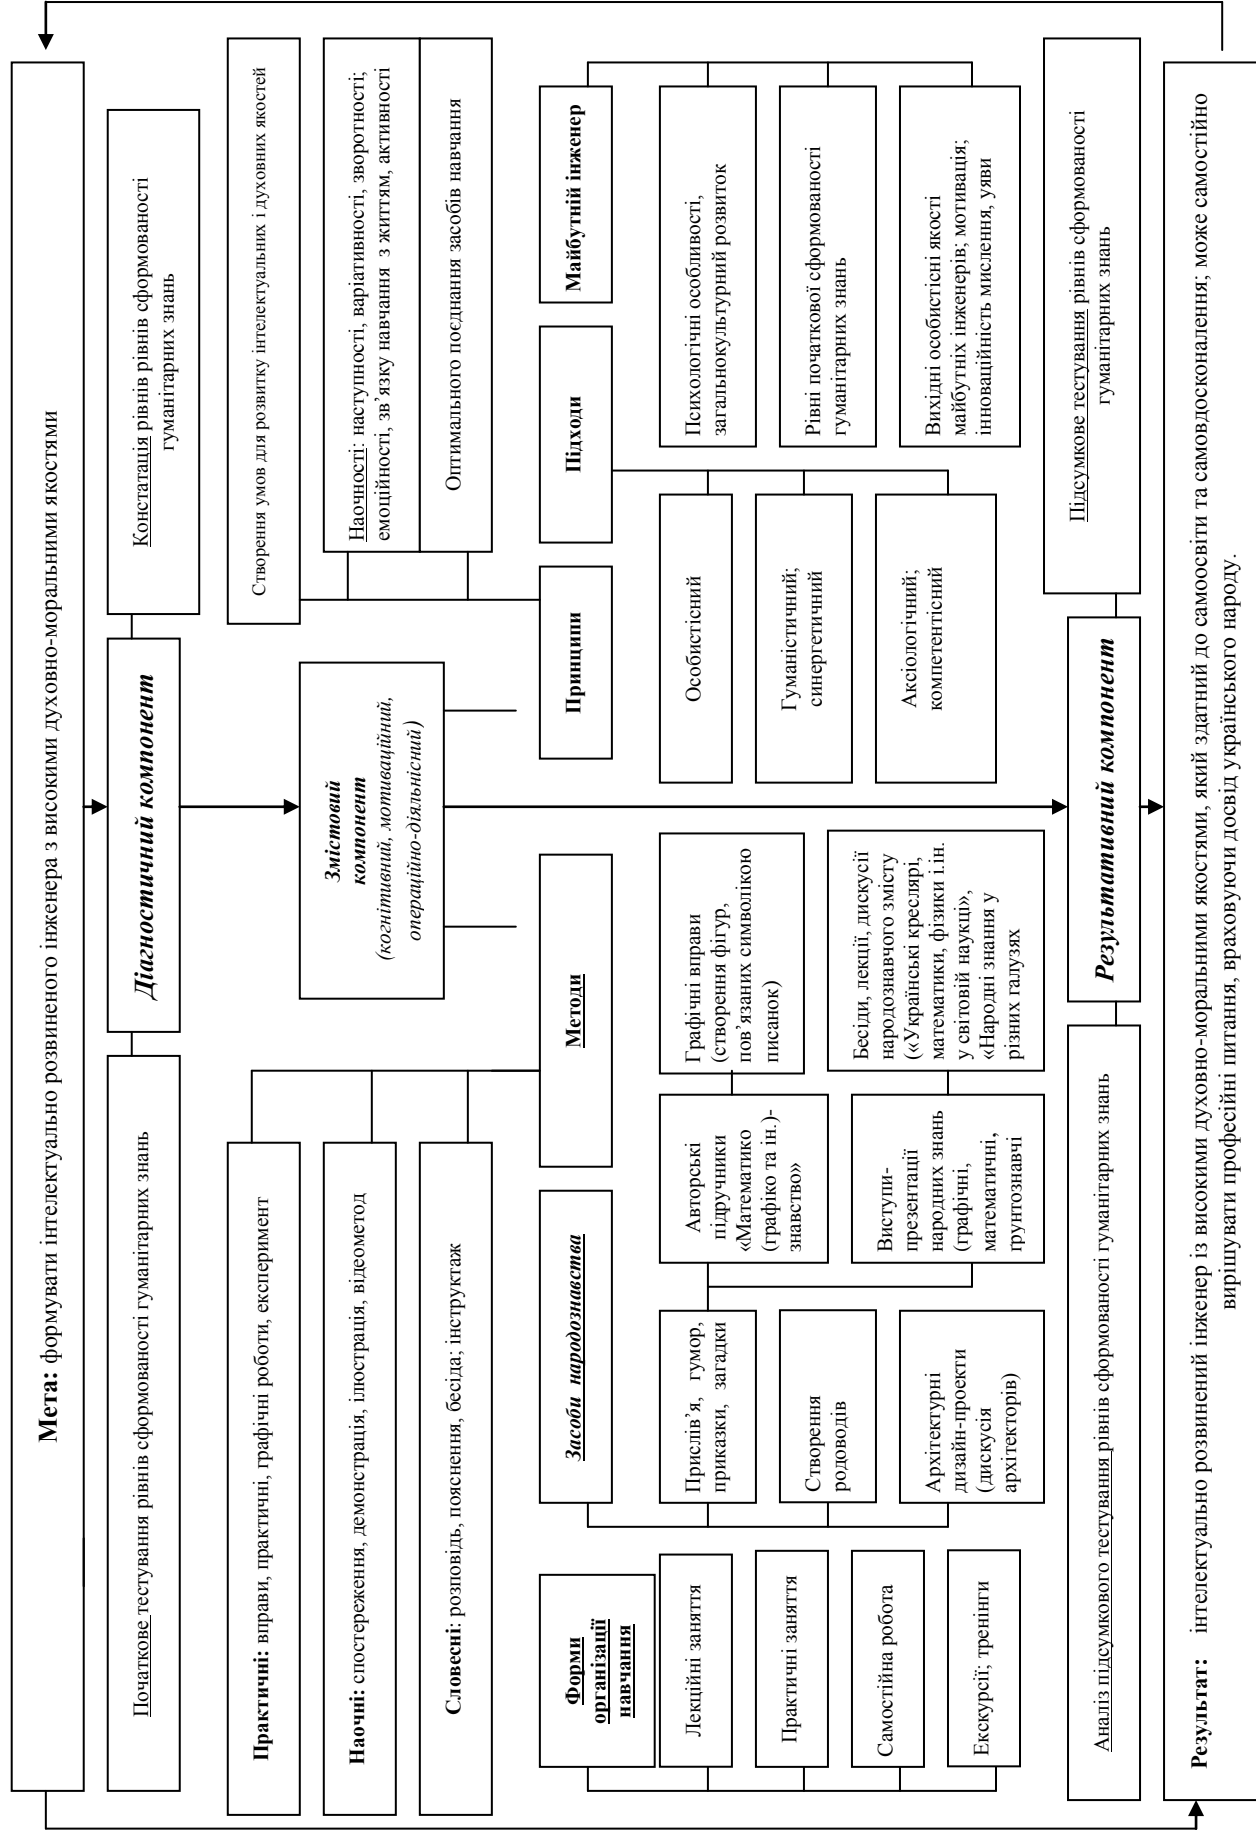 Мета: формувати інтелектуально розвиненого інженера з високими духовно-моральними якостями
Початкове тестування рівнів сформованості гуманітарних знань
Діагностичний компонент
Констатація рівнів сформованості
гуманітарних знань
Практичні: вправи, практичні, графічні роботи, експеримент
Наочні: спостереження, демонстрація, ілюстрація, відеометод
Словесні: розповідь, пояснення, бесіда; інструктаж
Змістовий
компонент
(когнітивний, мотиваційний,
операційно-діяльнісний)
Створення умов для розвитку інтелектуальних і духовних якостей
Наочності: наступності, варіативності, зворотності;
емоційності, зв’язку навчання з життям, активності
Оптимального поєднання засобів навчання
Форми
організації
навчання
Засоби народознавства
Методи
Принципи
Підходи
Майбутній інженер
Лекційні заняття
Практичні заняття
Самостійна робота
Екскурсії; тренінги
Прислів’я, гумор,
приказки, загадки
Створення
родоводів
Архітектурні
дизайн-проекти
(дискусія
архітекторів)
Авторські
підручники
«Математико
(графіко та ін.)-
знавство»
Виступи-
презентації
народних знань
(графічні,
математичні,
ґрунтознавчі
Графічні вправи
(створення фігур,
пов’язаних символікою
писанок)
Бесіди, лекції, дискусії
народознавчого змісту
(«Українські креслярі,
математики, фізики і.ін.
у світовій наукці»,
«Народні знання у
різних галузях
Особистісний
Гуманістичний;
синергетичний
Аксіологічний;
компетентісний
Психологічні особливості,
загальнокультурний розвиток
Рівні початкової сформованості
гуманітарних знань
Вихідні особистісні якості
майбутніх інженерів; мотивація;
інноваційність мислення, уяви
Аналіз підсумкового тестування рівнів сформованості гуманітарних знань
Результативний компонент
Підсумкове тестування рівнів сформованості
гуманітарних знань
Результат: інтелектуально розвинений інженер із високими духовно-моральними якостями, який здатний до самоосвіти та самовдосконалення; може самостійно
вирішувати професійні питання, враховуючи досвід українського народу.